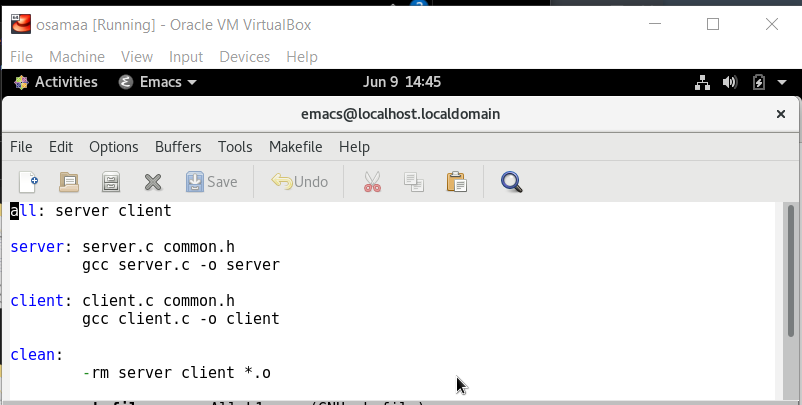 osamaa [Running] - Oracle VM VirtualBox
File Machine View Input Devices Help
Activities Emacs Jun 9 14:45
emacs@localhost.localdomain
File Edit Options Buffers Tools Makefile Help
Save Undo
all: server client
server: server.c common.h
gcc server.c -o server
client: client.c common.h
gcc client.c -o client
clean:
-rm server client *.o